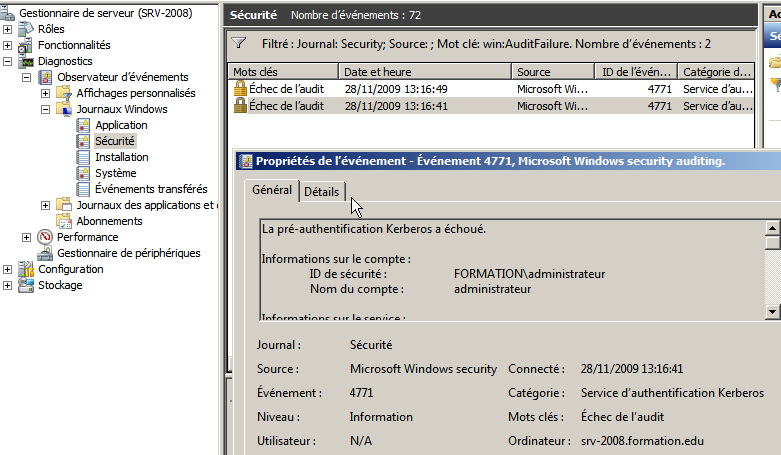 Gestionnaire de serveur (SRV-2008)
Rôles
Fonctionnalités
Diagnostics
Observateur d'événements
Affichages personnalisés
Journaux Windows
Application
Sécurité
Installation
Système
Événements transférés
Journaux des applications et
Abonnements
Performance
Gestionnaire de périphériques
Configuration
Stockage
Sécurité Nombre d'événements : 72
Filtré : Journal: Security; Source: ; Mot clé: win:AuditFailure. Nombre d'événements : 2
Mots clés Date et heure Source ID de l'évén... Catégorie d...
Échec de l'audit 28/11/2009 13:16:49 Microsoft Wi... 4771 Service d'au...
Échec de l'audit 28/11/2009 13:16:41 Microsoft Wi... 4771 Service d'au...
Propriétés de l'événement - Événement 4771, Microsoft Windows security auditing.
Général Détails
La pré-authentification Kerberos a échoué.
Informations sur le compte :
ID de sécurité : FORMATION\administrateur
Nom du compte : administrateur
Informations sur le service :
Journal : Sécurité
Source : Microsoft Windows security Connecté : 28/11/2009 13:16:41
Événement : 4771 Catégorie : Service d'authentification Kerberos
Niveau : Information Mots clés : Échec de l'audit
Utilisateur : N/A Ordinateur : srv-2008.formation.edu